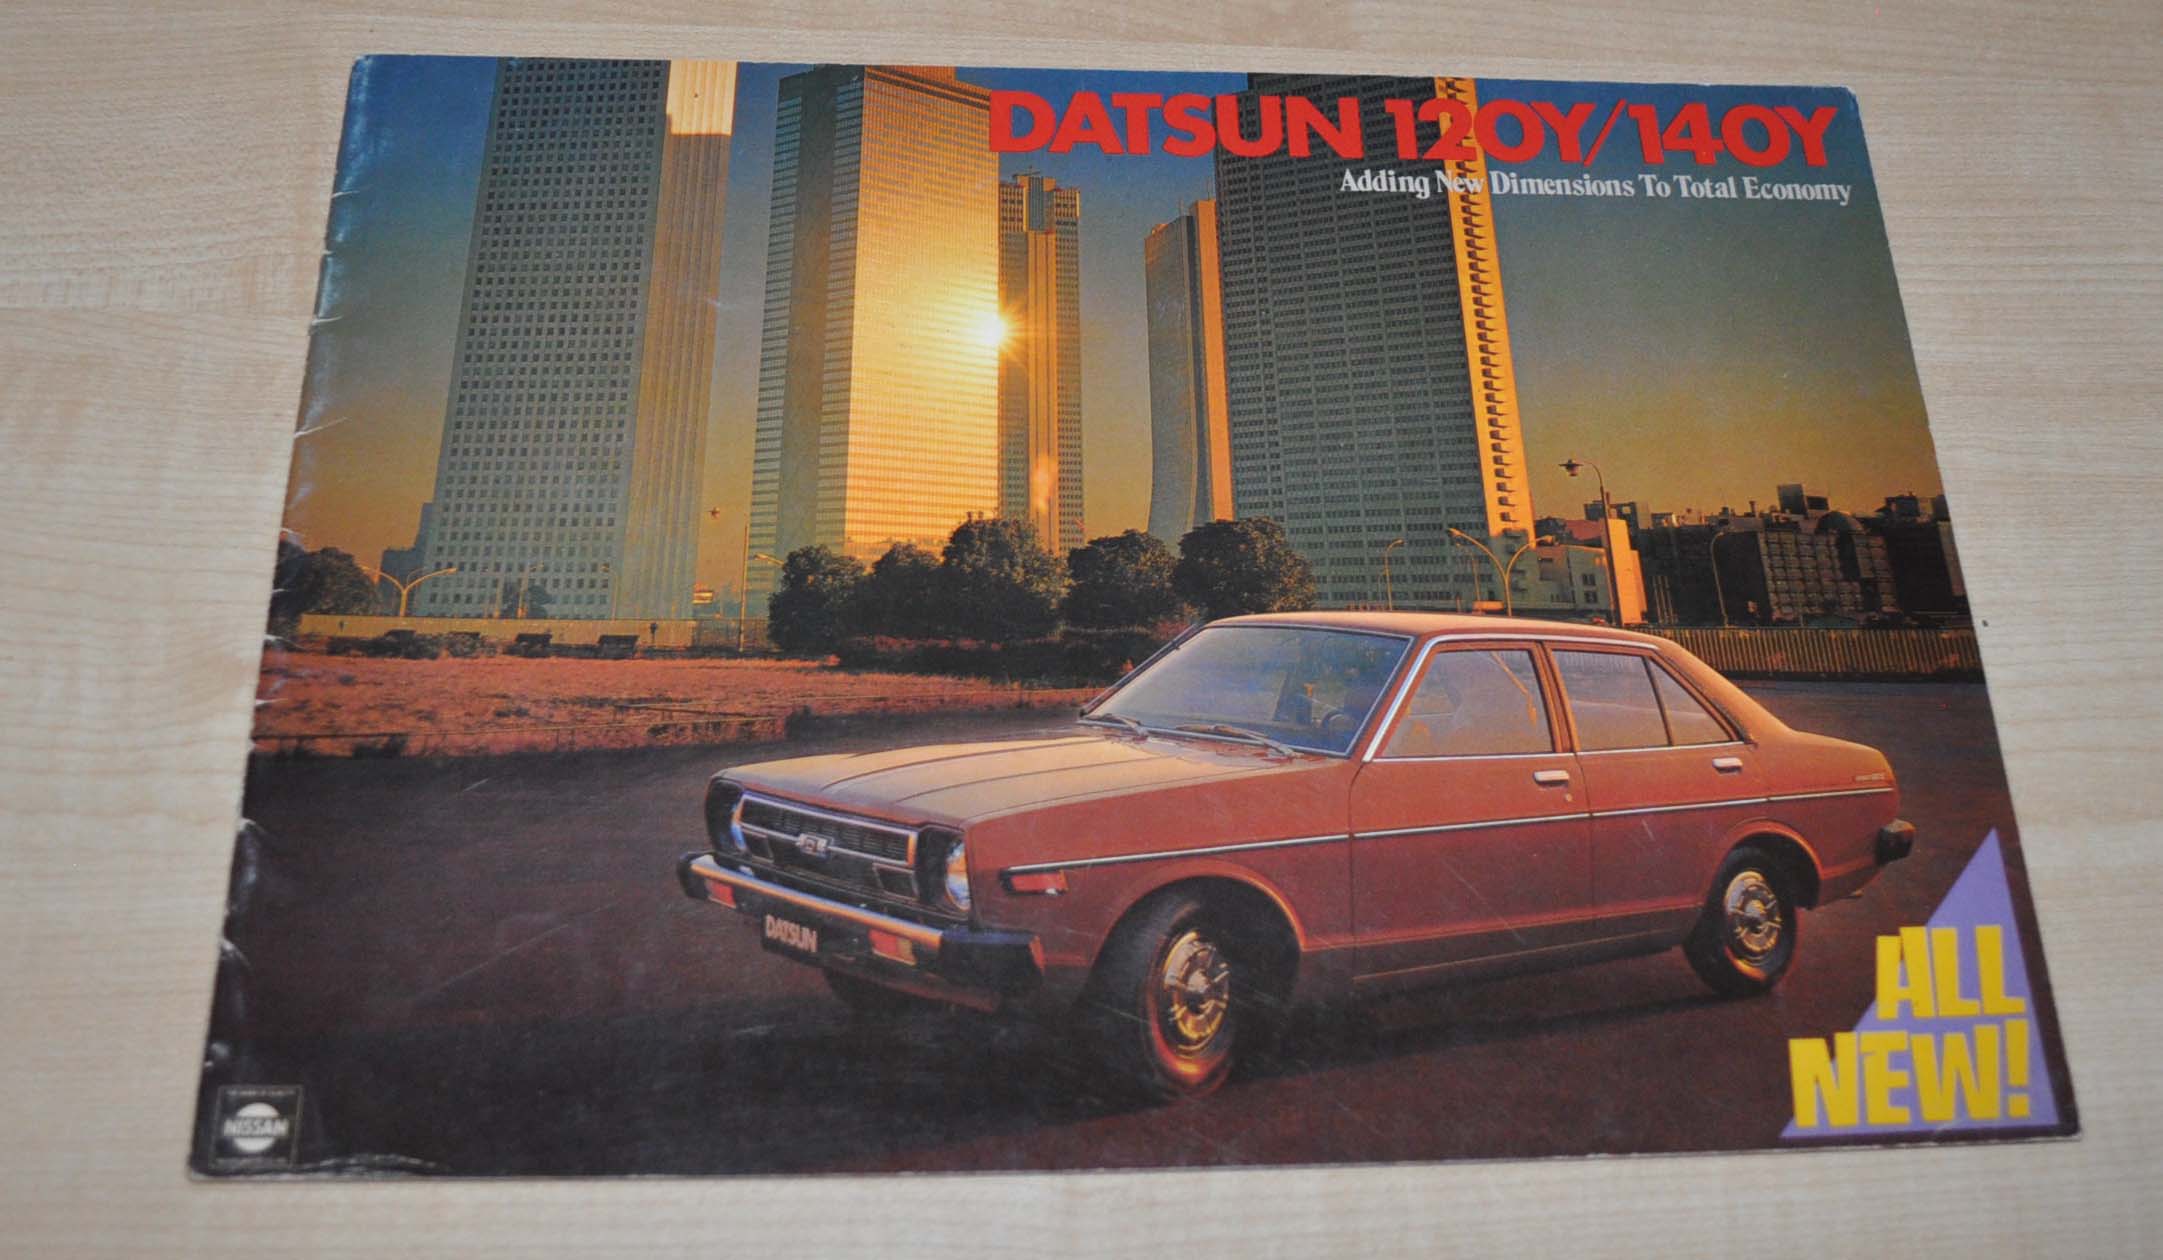 DATSUN 120Y/140Y
Adding New Dimensions To Total Economy
DATSUN
ALL
NEW!
NISSAN